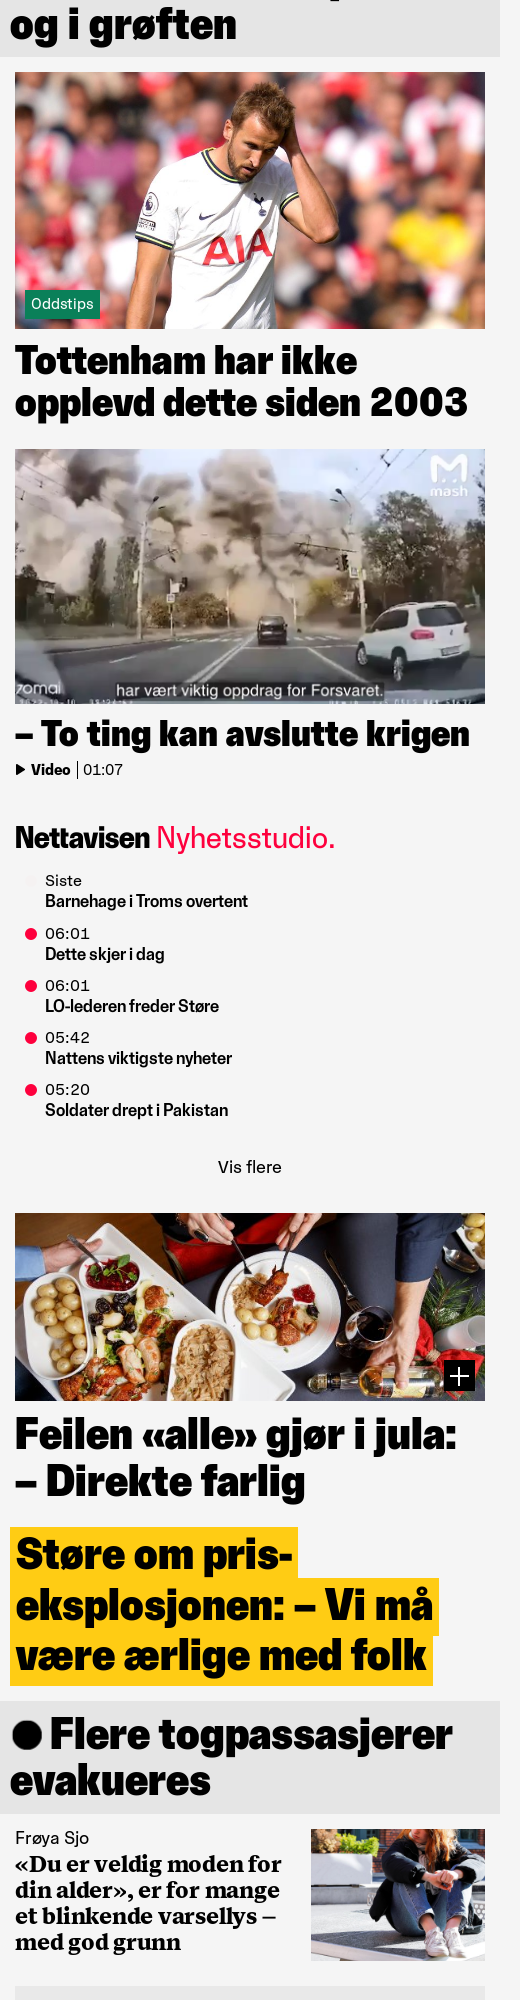 og i grøften
AIA
Oddstips
Tottenham har ikke
opplevd dette siden 2003
mash
har vært viktig oppdrag for Forsvaret.
zomai
– To ting kan avslutte krigen
Video | 01:07
Nettavisen Nyhetsstudio.
Siste
Barnehage i Troms overtent
06:01
Dette skjer i dag
06:01
LO-lederen freder Støre
05:42
Nattens viktigste nyheter
05:20
Soldater drept i Pakistan
Vis flere
Feilen «alle» gjør i jula:
– Direkte farlig
Støre om pris-
eksplosjonen: – Vi må
være ærlige med folk
Flere togpassasjerer
evakueres
Frøya Sjo
«Du er veldig moden for
din alder», er for mange
et blinkende varsellys –
med god grunn